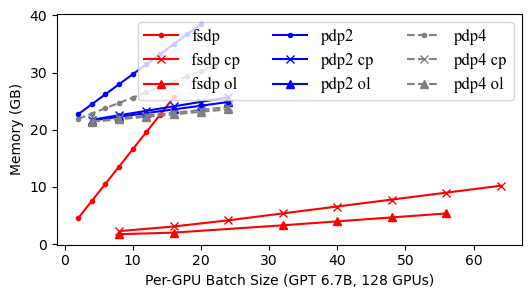 40
30
20
10
0
Memory (GB)
fsdp pdp2 pdp4
fsdp cp pdp2 cp pdp4 cp
fsdp ol pdp2 ol pdp4 ol
0 10 20 30 40 50 60
Per-GPU Batch Size (GPT 6.7B, 128 GPUs)